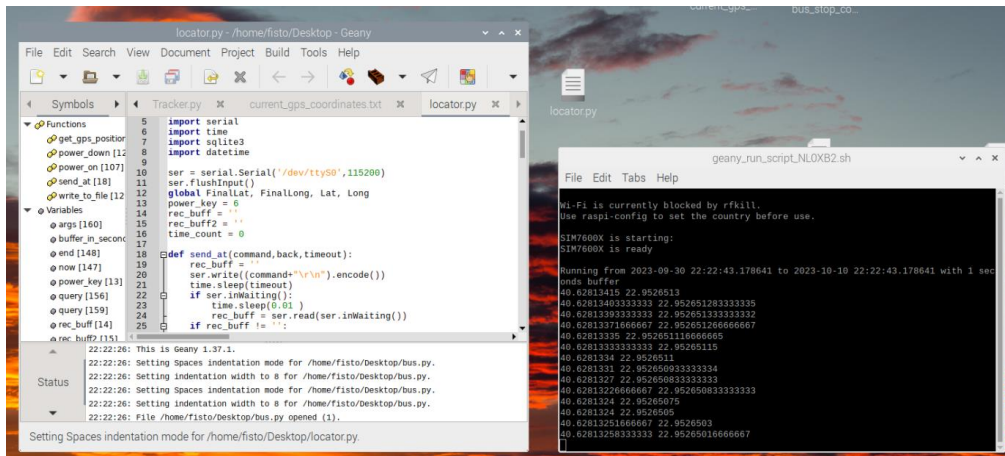 current_gps_...
bus_stop_co...
locator.py - /home/fisto/Desktop - Geany
File Edit Search View Document Project Build Tools Help
Symbols
Tracker.py
current_gps_coordinates.txt
locator.py
Functions
get_gps_position
power_down [12
power_on [107]
send_at [18]
write_to_file [12
Variables
args [160]
buffer_in_second
end [148]
now [147]
power_key [13]
query [156]
query [159]
rec_buff [14]
rec_buff2 [15]
5 import serial
6 import time
7 import sqlite3
8 import datetime
9
10 ser = serial.Serial('/dev/ttyS0',115200)
11 ser.flushInput()
12 global FinalLat, FinalLong, Lat, Long
13 power_key = 6
14 rec_buff = ''
15 rec_buff2 = ''
16 time_count = 0
17
18 def send_at(command,back,timeout):
19 rec_buff = ''
20 ser.write((command+"\r\n").encode())
21 time.sleep(timeout)
22 if ser.inWaiting():
23 time.sleep(0.01 )
24 rec_buff = ser.read(ser.inWaiting())
25 if rec_buff != '':
Status
22:22:26: This is Geany 1.37.1.
22:22:26: Setting Spaces indentation mode for /home/fisto/Desktop/bus.py.
22:22:26: Setting indentation width to 8 for /home/fisto/Desktop/bus.py.
22:22:26: Setting Spaces indentation mode for /home/fisto/Desktop/bus.py.
22:22:26: Setting indentation width to 8 for /home/fisto/Desktop/bus.py.
22:22:26: File /home/fisto/Desktop/bus.py opened (1).
Setting Spaces indentation mode for /home/fisto/Desktop/locator.py.
locator.py
geany_run_script_NL0XB2.sh
File Edit Tabs Help
Wi-Fi is currently blocked by rfkill.
Use raspi-config to set the country before use.
SIM7600X is starting:
SIM7600X is ready
Running from 2023-09-30 22:22:43.178641 to 2023-10-10 22:22:43.178641 with 1 sec
onds buffer
40.62813415 22.9526513
40.62813403333333 22.952651283333335
40.62813393333333 22.952651333333332
40.62813371666667 22.952651266666667
40.62813335 22.952651116666665
40.62813333333333 22.95265115
40.6281334 22.9526511
40.6281331 22.952650933333334
40.6281327 22.952650833333333
40.62813226666667 22.952650833333333
40.6281324 22.95265075
40.6281324 22.9526505
40.62813251666667 22.9526503
40.62813258333333 22.95265016666667